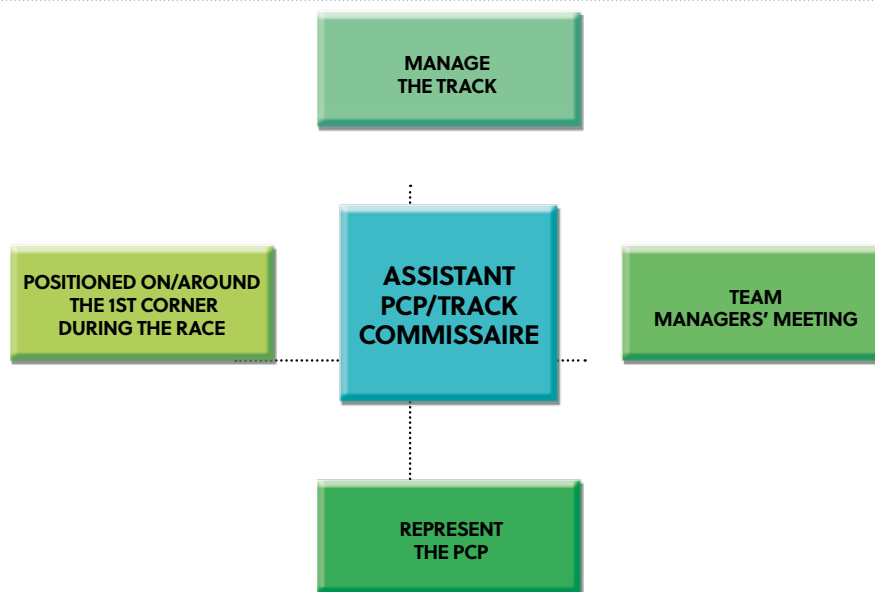 MANAGE
THE TRACK
POSITIONED ON/AROUND
THE 1ST CORNER
DURING THE RACE
ASSISTANT
PCP/TRACK
COMMISSAIRE
TEAM
MANAGERS’ MEETING
REPRESENT
THE PCP